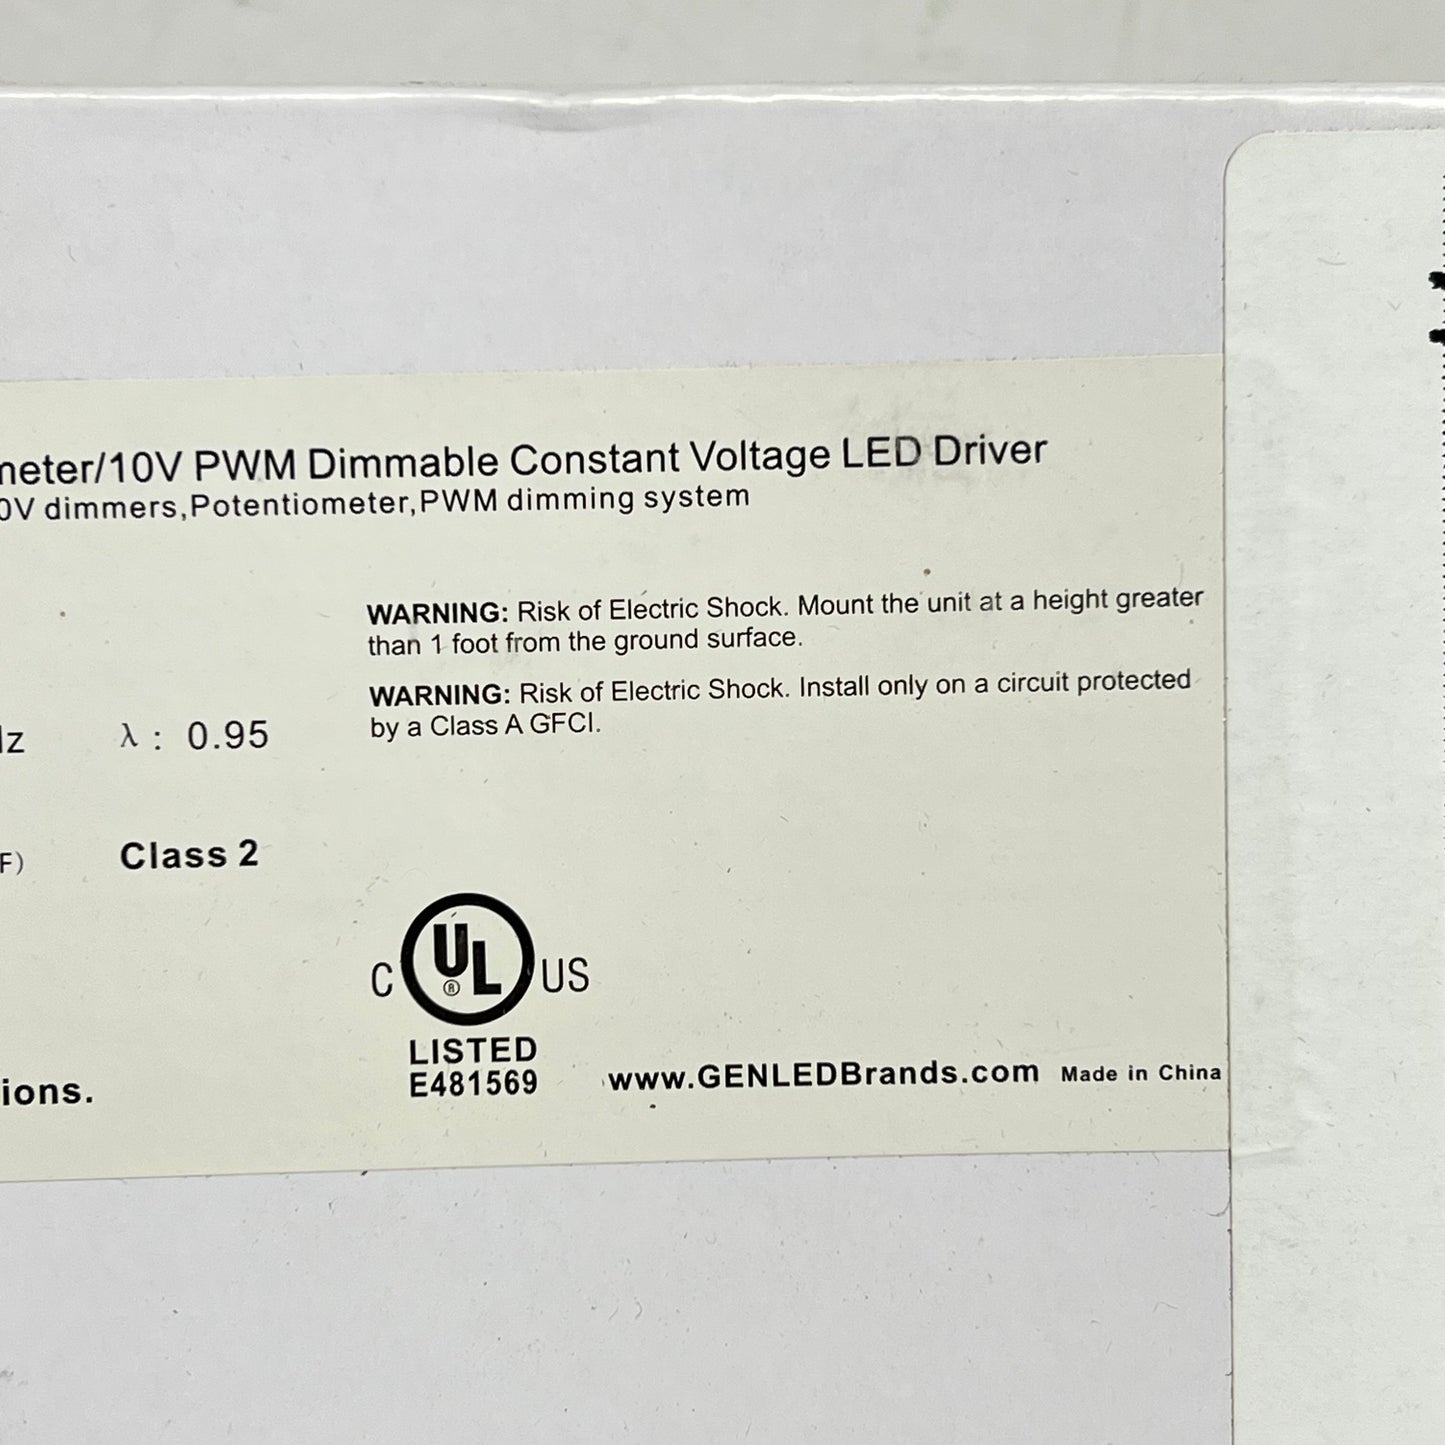 meter/10V PWM Dimmable Constant Voltage LED Driver
0V dimmers,Potentiometer,PWM dimming system
WARNING: Risk of Electric Shock. Mount the unit at a height greater
than 1 foot from the ground surface.
WARNING: Risk of Electric Shock. Install only on a circuit protected
by a Class A GFCI.
λ : 0.95
F)
Class 2
C UL ® US
LISTED
E481569
www.GENLEDBrands.com Made in China
ions.